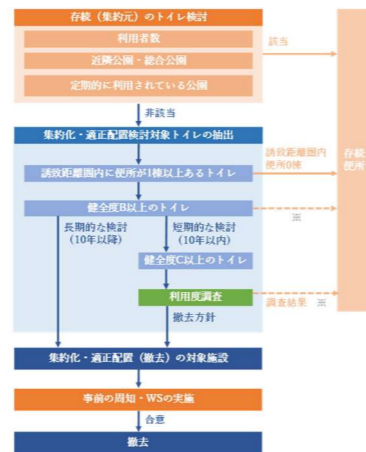 存続（集約元）のトイレ検討
利用者数
近隣公園・総合公園
定期的に利用されている公園
該当
非該当
集約化・適正配置検討対象トイレの抽出
誘致距離圏内に便所が1棟以上あるトイレ
誘致距離圏内
便所0棟
存続
便所
健全度B以上のトイレ
※
長期的な検討
(10年以降)
短期的な検討
(10年以内)
健全度C以上のトイレ
利用度調査
調査結果 ※
撤去方針
集約化・適正配置（撤去）の対象施設
事前の周知・WSの実施
合意
撤去